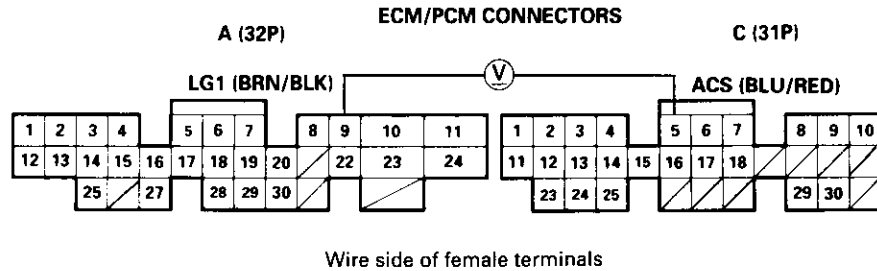 ECM/PCM CONNECTORS
A (32P)
C (31P)
LG1 (BRN/BLK)
V
ACS (BLU/RED)
1 2 3 4 5 6 7 8 9 10 11
12 13 14 15 16 17 18 19 20 22 23 24
25 27 28 29 30
1 2 3 4 5 6 7 8 9 10
11 12 13 14 15 16 17 18
23 24 25 29 30
Wire side of female terminals